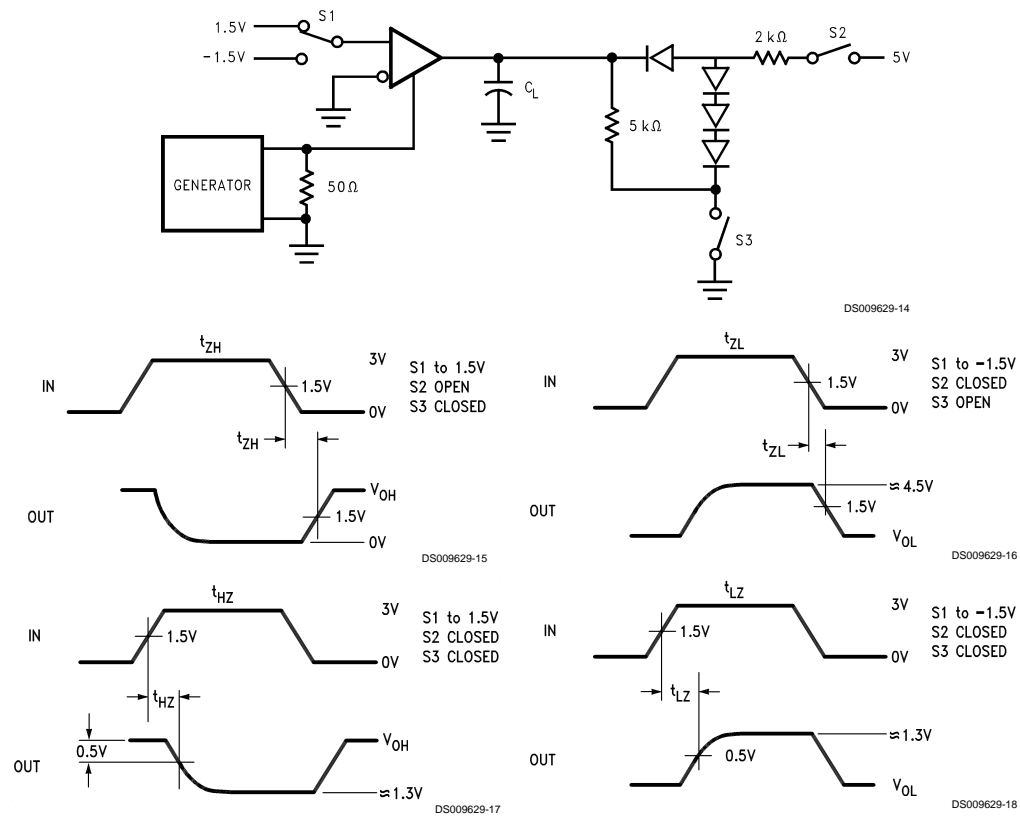 1.5V
S1
-1.5V
C_L
2 kΩ
S2
5V
5 kΩ
GENERATOR
50Ω
S3
DS009629-14
t_ZH
IN
3V
1.5V
0V
S1 to 1.5V
S2 OPEN
S3 CLOSED
t_ZH
OUT
V_OH
1.5V
0V
DS009629-15
t_ZL
IN
3V
1.5V
0V
S1 to -1.5V
S2 CLOSED
S3 OPEN
t_ZL
OUT
≈ 4.5V
1.5V
V_OL
DS009629-16
t_HZ
IN
3V
1.5V
0V
S1 to 1.5V
S2 CLOSED
S3 CLOSED
t_HZ
OUT
0.5V
V_OH
≈ 1.3V
DS009629-17
t_LZ
IN
3V
1.5V
0V
S1 to -1.5V
S2 CLOSED
S3 CLOSED
t_LZ
OUT
≈ 1.3V
0.5V
V_OL
DS009629-18